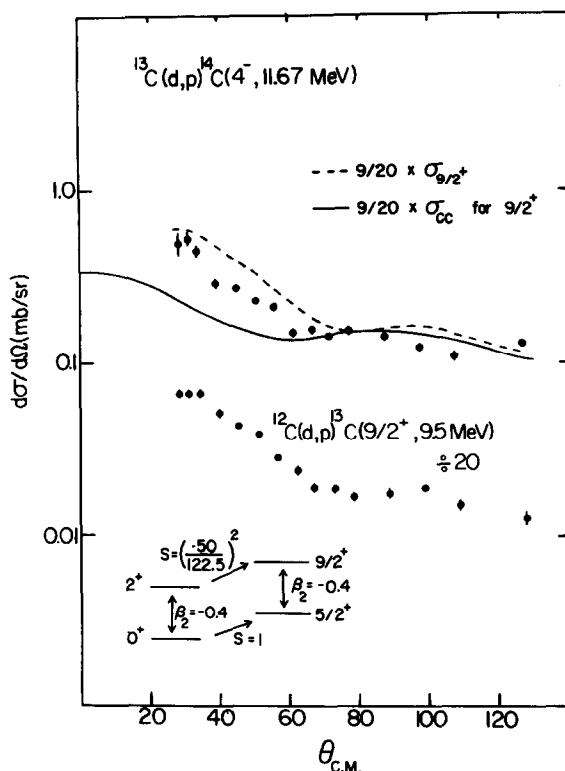 ¹³C(d,p)¹⁴C(4⁻, 11.67 MeV)
--- 9/20 × σ9/2⁺
— 9/20 × σCC for 9/2⁺
1.0
0.1
0.01
dσ/dΩ(mb/sr)
¹²C(d,p)¹³C(9/2⁺, 9.5 MeV)
÷20
S=(-.50/122.5)²
2⁺
9/2⁺
β₂=-0.4
β₂=-0.4
0⁺
5/2⁺
S=1
20 40 60 80 100 120
θC.M.